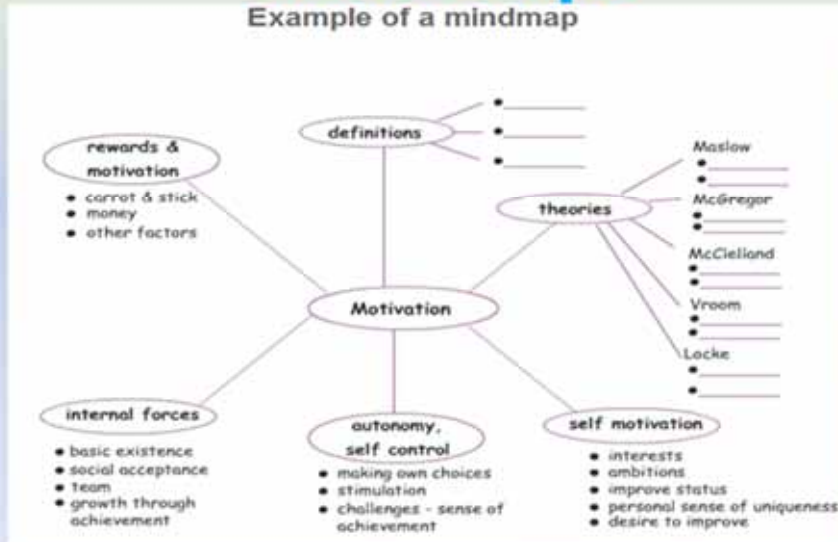 Example of a mindmap
definitions
rewards &
motivation
• carrot & stick
• money
• other factors
theories
Maslow
McGregor
McClelland
Vroom
Locke
Motivation
internal forces
• basic existence
• social acceptance
• team
• growth through
achievement
autonomy,
self control
• making own choices
• stimulation
• challenges - sense of
achievement
self motivation
• interests
• ambitions
• improve status
• personal sense of uniqueness
• desire to improve